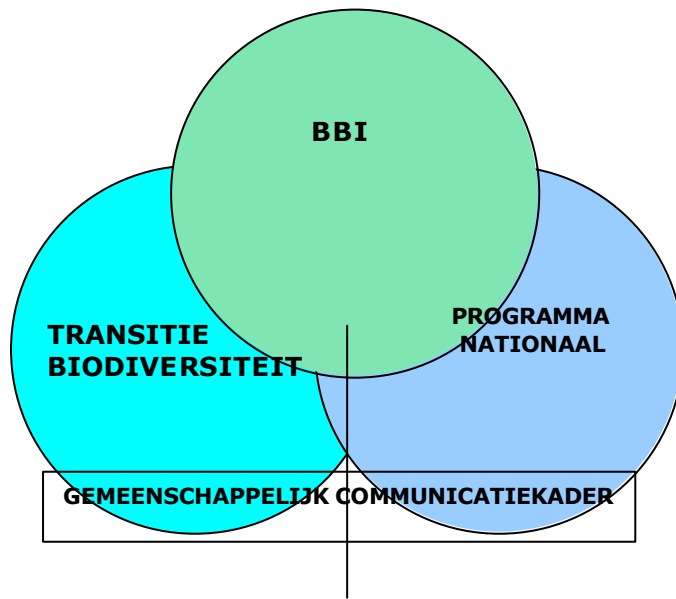 BBI
TRANSITIE
BIODIVERSITEIT
PROGRAMMA
NATIONAAL
GEMEENSCHAPPELIJK COMMUNICATIEKADER